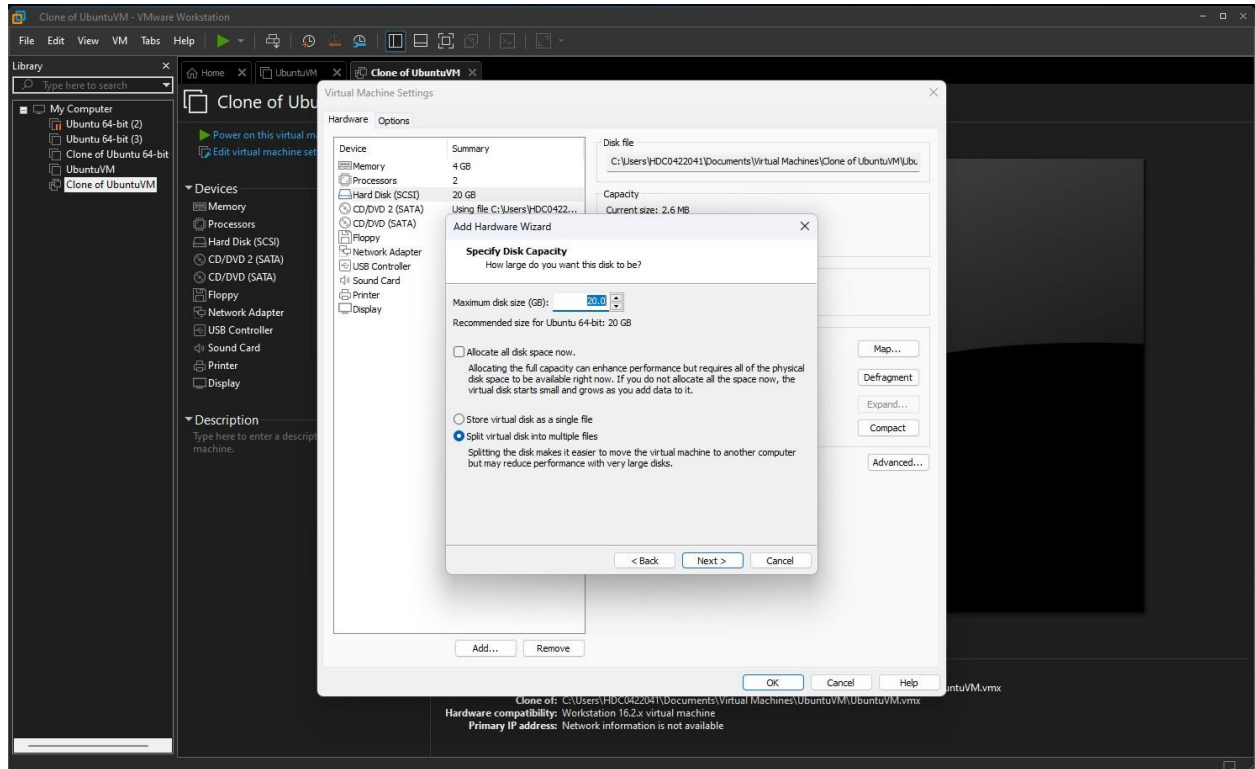 Clone of UbuntuVM - VMware Workstation
File Edit View VM Tabs Help
Library
Type here to search
My Computer
Ubuntu 64-bit (2)
Ubuntu 64-bit (3)
Clone of Ubuntu 64-bit
UbuntuVM
Clone of UbuntuVM
Home UbuntuVM Clone of UbuntuVM
Clone of Ubu
Power on this virtual m
Edit virtual machine set
Devices
Memory
Processors
Hard Disk (SCSI)
CD/DVD 2 (SATA)
CD/DVD (SATA)
Floppy
Network Adapter
USB Controller
Sound Card
Printer
Display
Description
Type here to enter a descript
machine.
Virtual Machine Settings
Hardware Options
Device Summary
Memory 4 GB
Processors 2
Hard Disk (SCSI) 20 GB
CD/DVD 2 (SATA) Using file C:\Users\HDC0422...
CD/DVD (SATA)
Floppy
Network Adapter
USB Controller
Sound Card
Printer
Display
Disk file
C:\Users\HDC0422041\Documents\Virtual Machines\Clone of UbuntuVM\Ubu
Capacity
Current size: 2.6 MB
Map...
Defragment
Expand...
Compact
Advanced...
Add Hardware Wizard
Specify Disk Capacity
How large do you want this disk to be?
Maximum disk size (GB): 20.0
Recommended size for Ubuntu 64-bit: 20 GB
Allocate all disk space now.
Allocating the full capacity can enhance performance but requires all of the physical
disk space to be available right now. If you do not allocate all the space now, the
virtual disk starts small and grows as you add data to it.
Store virtual disk as a single file
Split virtual disk into multiple files
Splitting the disk makes it easier to move the virtual machine to another computer
but may reduce performance with very large disks.
< Back Next > Cancel
Add... Remove
OK Cancel Help
untuVM.vmx
Clone of: C:\Users\HDC0422041\Documents\Virtual Machines\UbuntuVM\UbuntuVM.vmx
Hardware compatibility: Workstation 16.2.x virtual machine
Primary IP address: Network information is not available